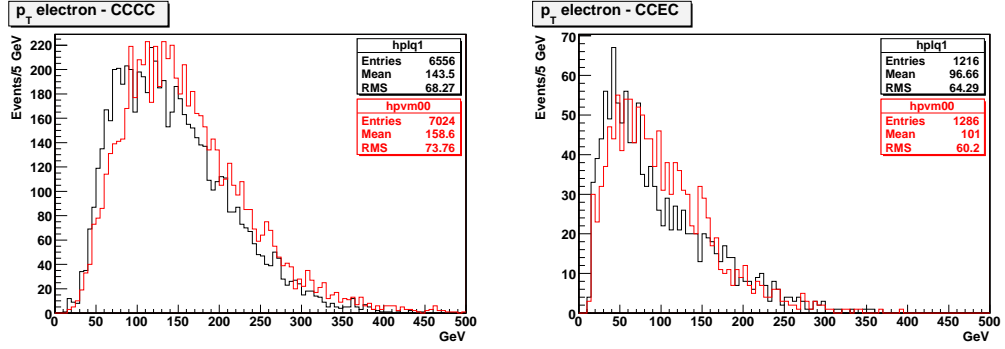 p_T electron - CCCC
Events/5 GeV
220
200
180
160
140
120
100
80
60
40
20
0
hplq1
Entries 6556
Mean 143.5
RMS 68.27
hpvm00
Entries 7024
Mean 158.6
RMS 73.76
0 50 100 150 200 250 300 350 400 450 500
GeV
p_T electron - CCEC
Events/5 GeV
70
60
50
40
30
20
10
0
hplq1
Entries 1216
Mean 96.66
RMS 64.29
hpvm00
Entries 1286
Mean 101
RMS 60.2
0 50 100 150 200 250 300 350 400 450 500
GeV